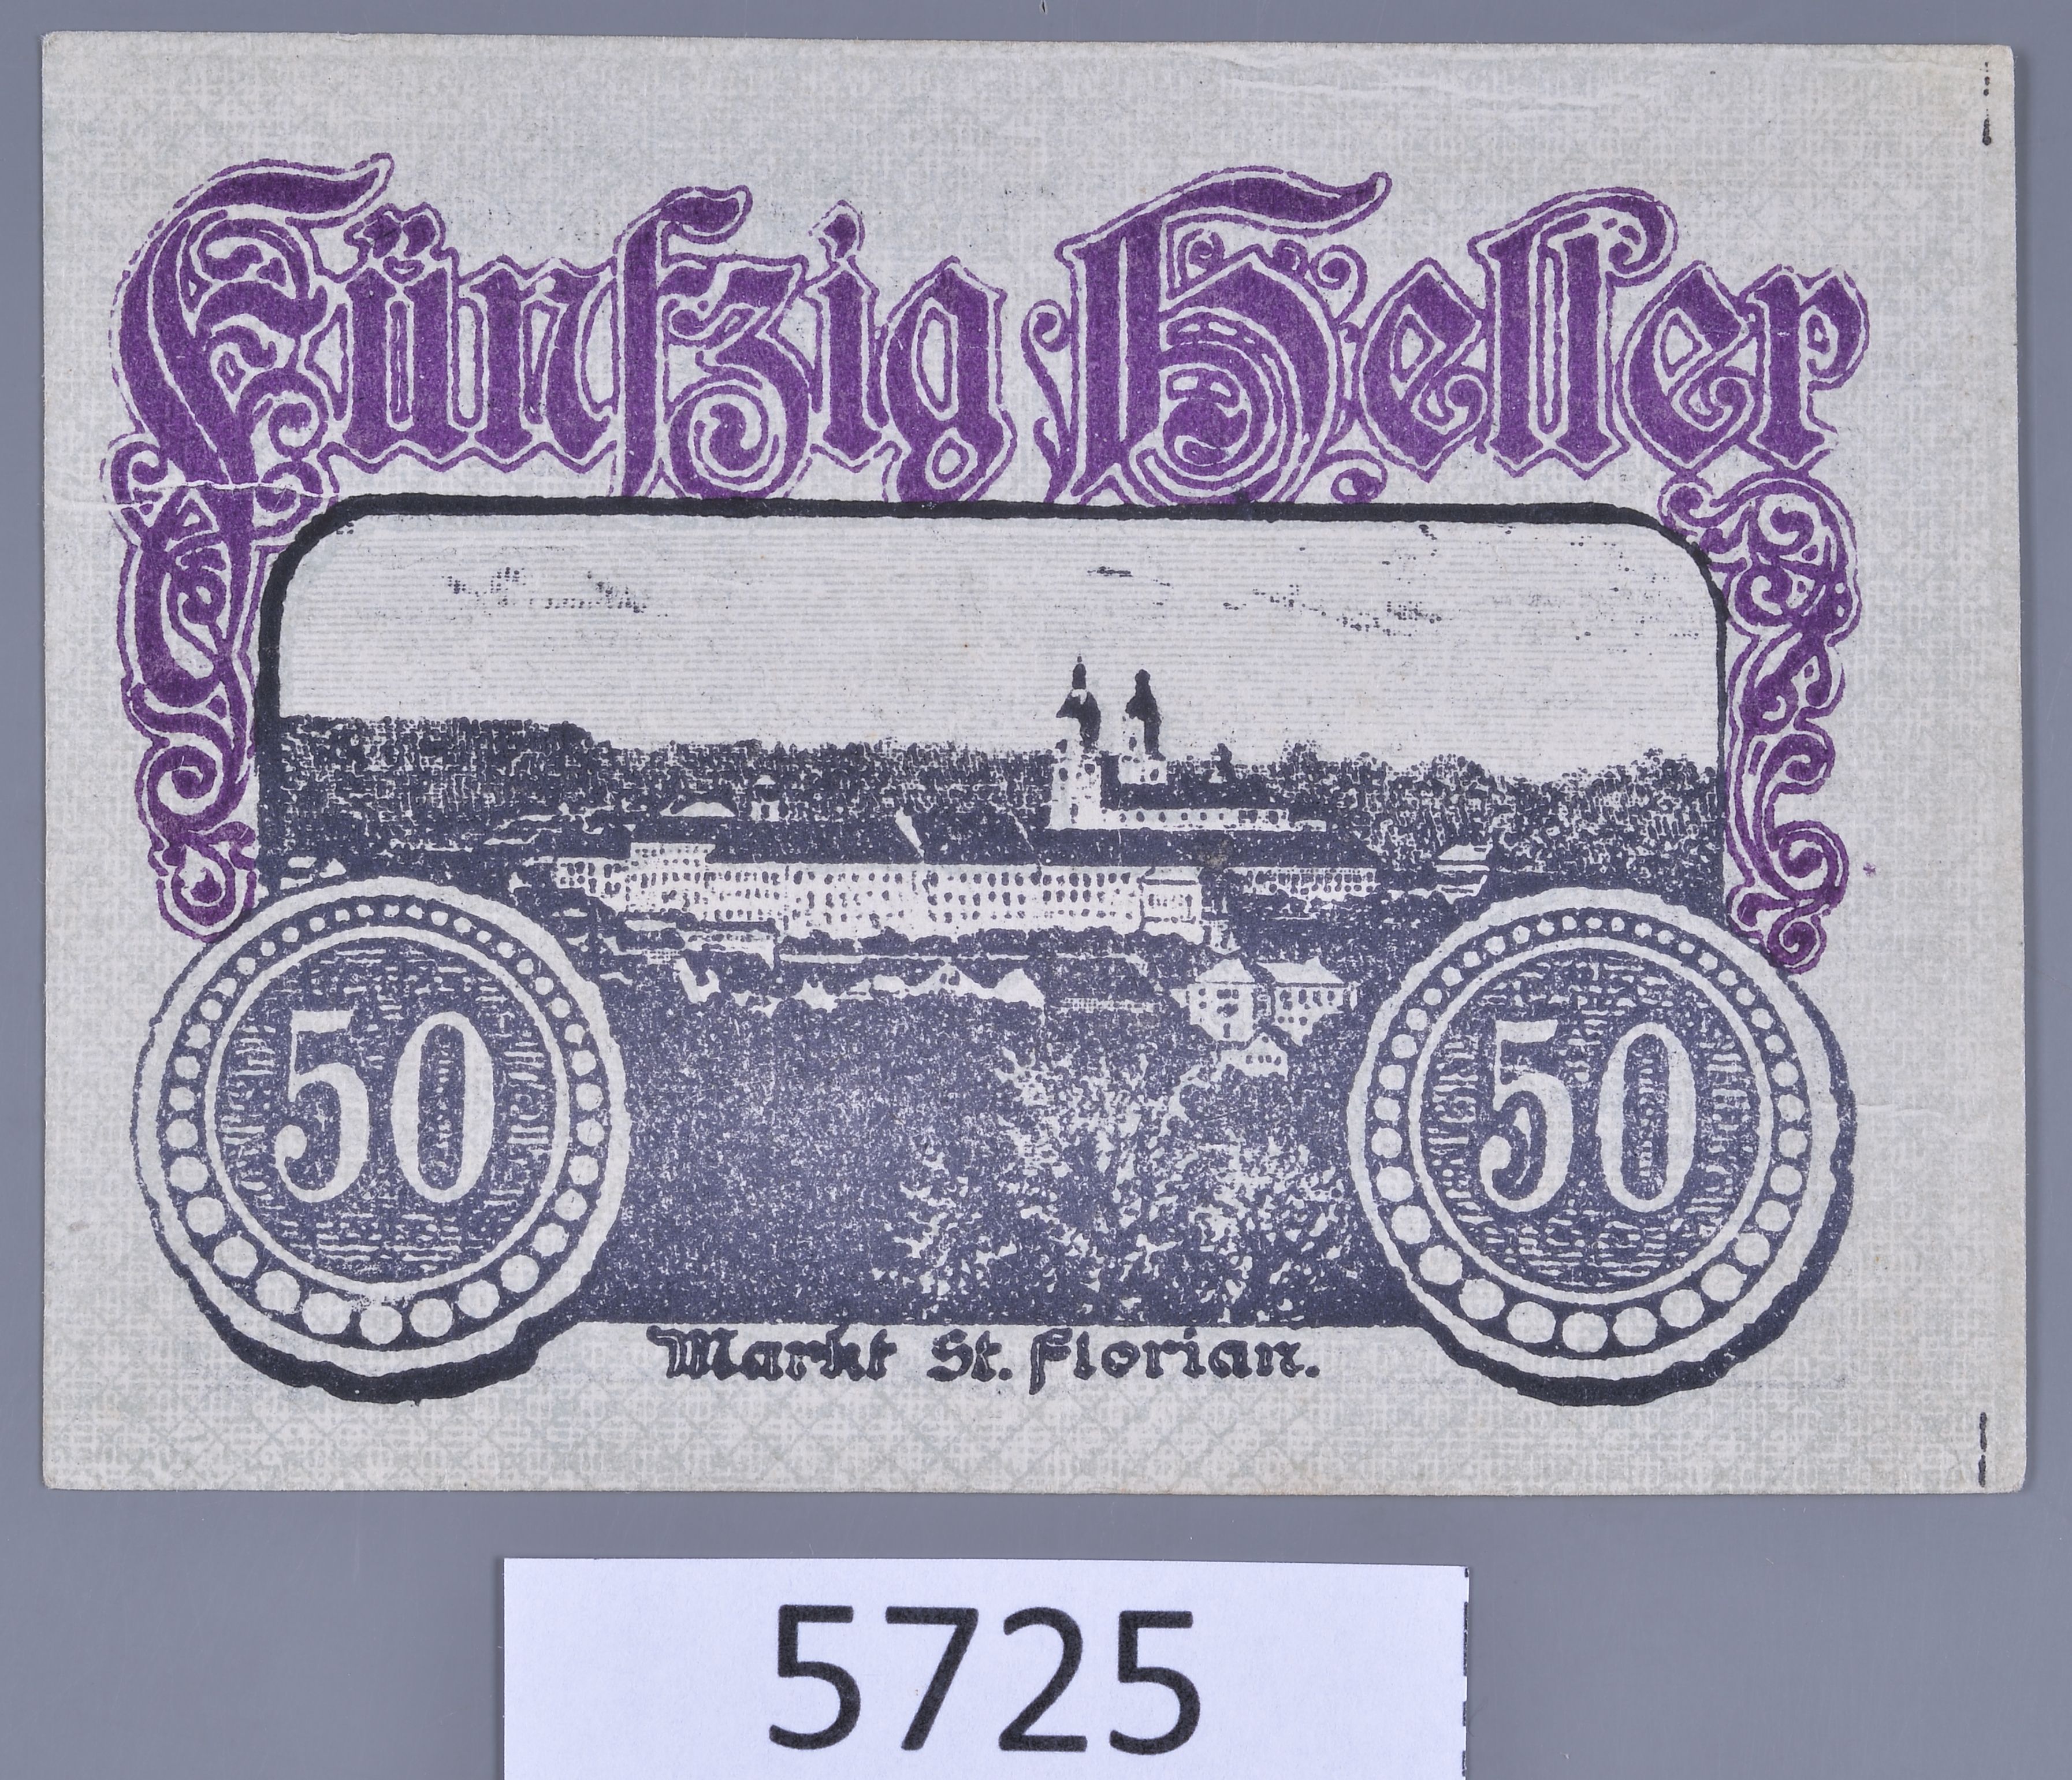 Fünfzig Heller
50
50
Markt St. Florian.
5725